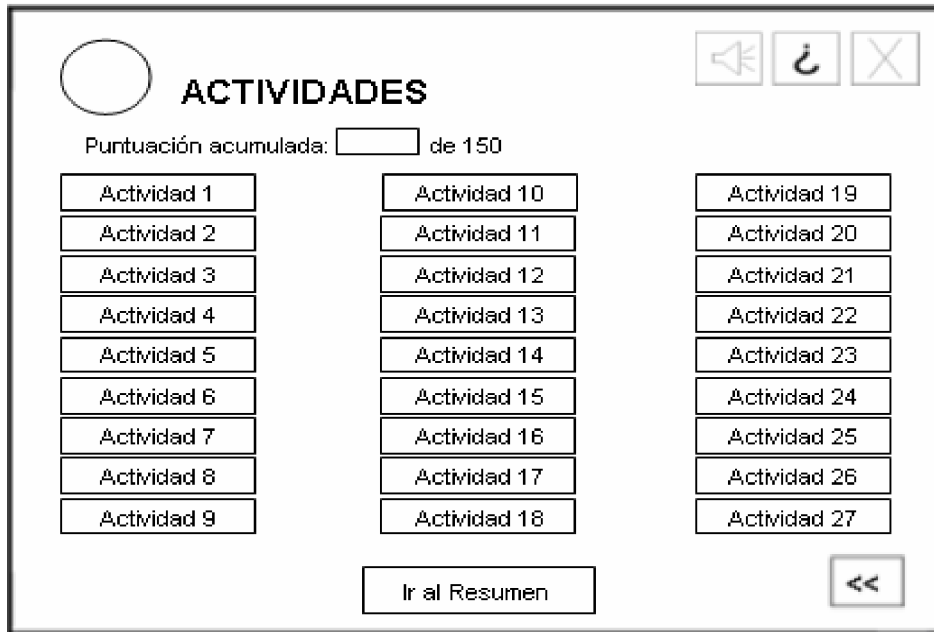 ¿
ACTIVIDADES
Puntuación acumulada: de 150
Actividad 1 Actividad 10 Actividad 19
Actividad 2 Actividad 11 Actividad 20
Actividad 3 Actividad 12 Actividad 21
Actividad 4 Actividad 13 Actividad 22
Actividad 5 Actividad 14 Actividad 23
Actividad 6 Actividad 15 Actividad 24
Actividad 7 Actividad 16 Actividad 25
Actividad 8 Actividad 17 Actividad 26
Actividad 9 Actividad 18 Actividad 27
Ir al Resumen <<